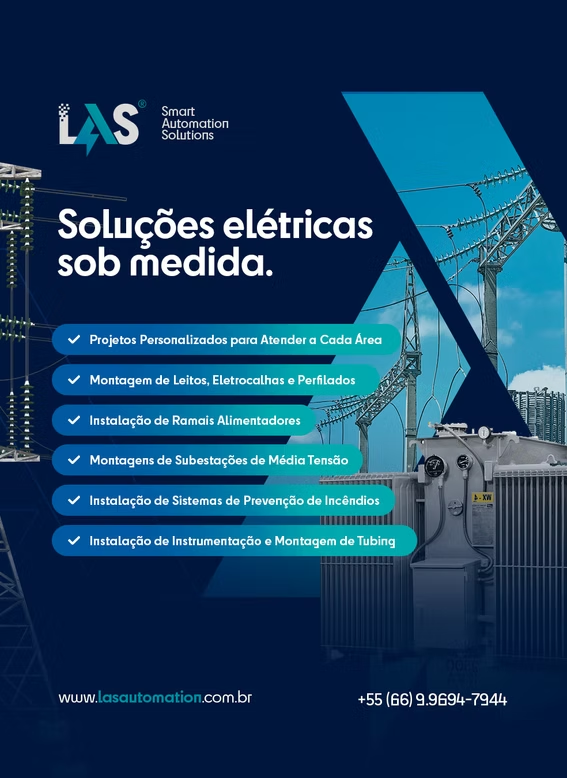 LAS®
Smart
Automation
Solutions
Soluções elétricas
sob medida.
Projetos Personalizados para Atender a Cada Área
Montagem de Leitos, Eletrocalhas e Perfilados
Instalação de Ramais Alimentadores
Montagens de Subestações de Média Tensão
Instalação de Sistemas de Prevenção de Incêndios
Instalação de Instrumentação e Montagem de Tubing
www.lasautomation.com.br
+55 (66) 9.9694-7944